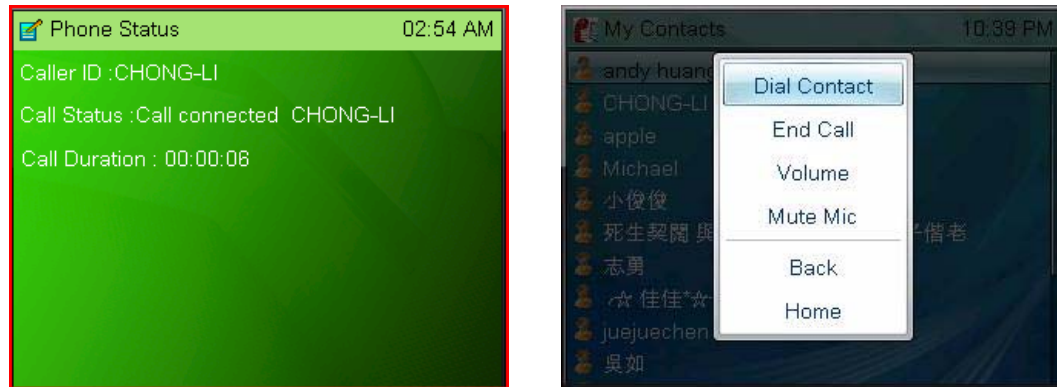 Phone Status 02:54 AM
Caller ID :CHONG-LI
Call Status :Call connected CHONG-LI
Call Duration : 00:00:06
My Contacts 10:39 PM
andy huang
CHONG-LI
apple
Michael
小俊俊
死生契闊 與 偕老
志勇
佳佳*☆
juejuechen
吳如
Dial Contact
End Call
Volume
Mute Mic
Back
Home